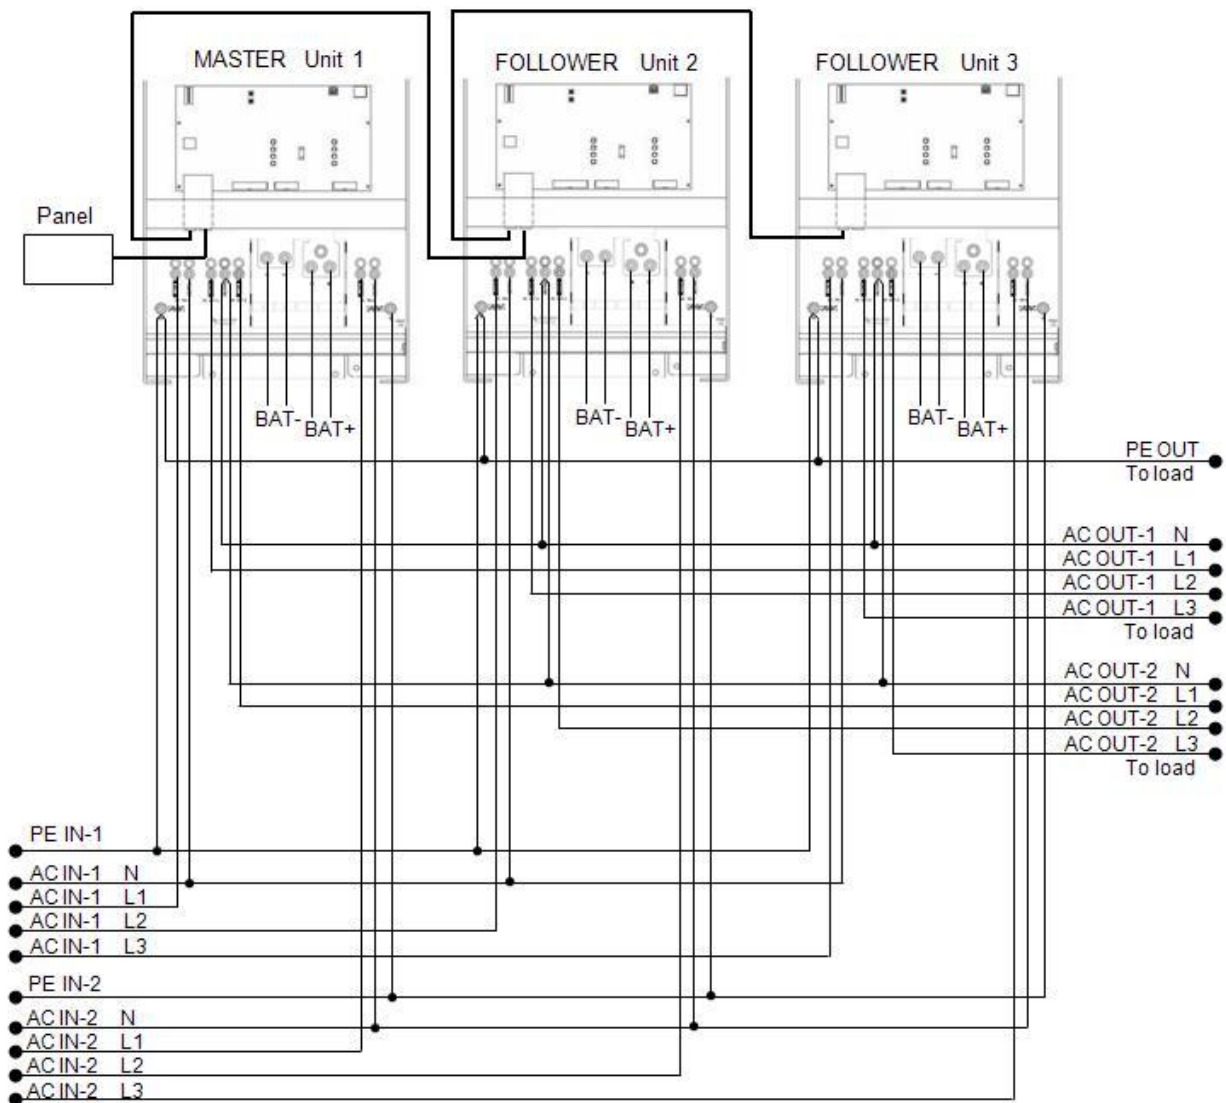 MASTER Unit 1
FOLLOWER Unit 2
FOLLOWER Unit 3
Panel
BAT-
BAT+
BAT-
BAT+
BAT-
BAT+
PE OUT
To load
AC OUT-1 N
AC OUT-1 L1
AC OUT-1 L2
AC OUT-1 L3
To load
AC OUT-2 N
AC OUT-2 L1
AC OUT-2 L2
AC OUT-2 L3
To load
PE IN-1
AC IN-1 N
AC IN-1 L1
AC IN-1 L2
AC IN-1 L3
PE IN-2
AC IN-2 N
AC IN-2 L1
AC IN-2 L2
AC IN-2 L3